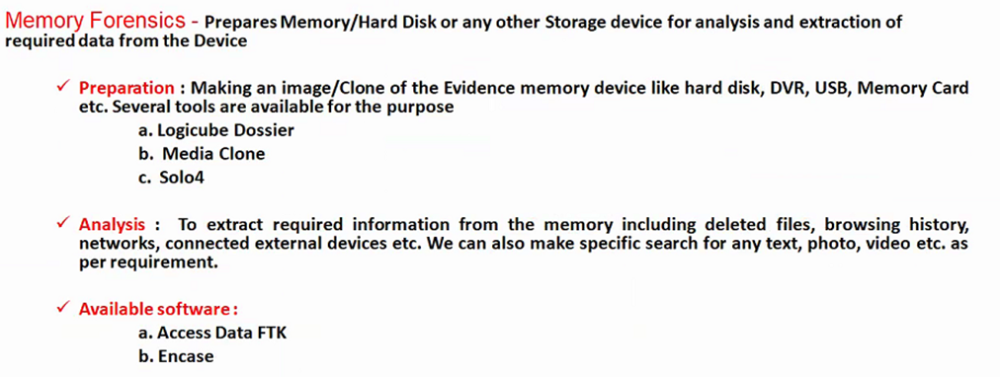 Memory Forensics - Prepares Memory/Hard Disk or any other Storage device for analysis and extraction of
required data from the Device
✓ Preparation : Making an image/Clone of the Evidence memory device like hard disk, DVR, USB, Memory Card
etc. Several tools are available for the purpose
a. Logicube Dossier
b. Media Clone
c. Solo4
✓ Analysis : To extract required information from the memory including deleted files, browsing history,
networks, connected external devices etc. We can also make specific search for any text, photo, video etc. as
per requirement.
✓ Available software:
a. Access Data FTK
b. Encase